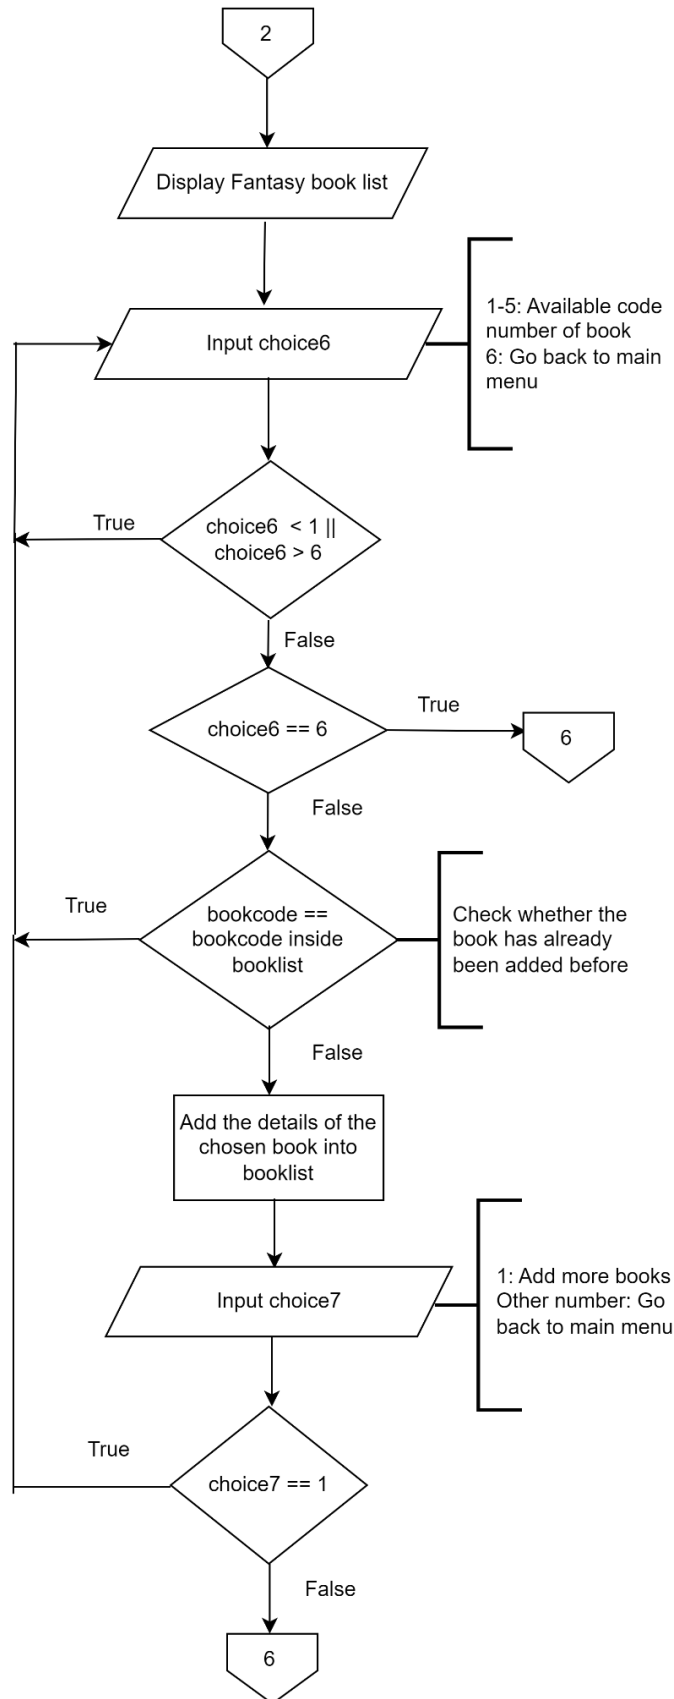 2
Display Fantasy book list
Input choice6
1-5: Available code
number of book
6: Go back to main
menu
choice6 < 1 ||
choice6 > 6
True
False
choice6 == 6
True
6
False
bookcode ==
bookcode inside
booklist
True
Check whether the
book has already
been added before
False
Add the details of the
chosen book into
booklist
Input choice7
1: Add more books
Other number: Go
back to main menu
True
choice7 == 1
False
6